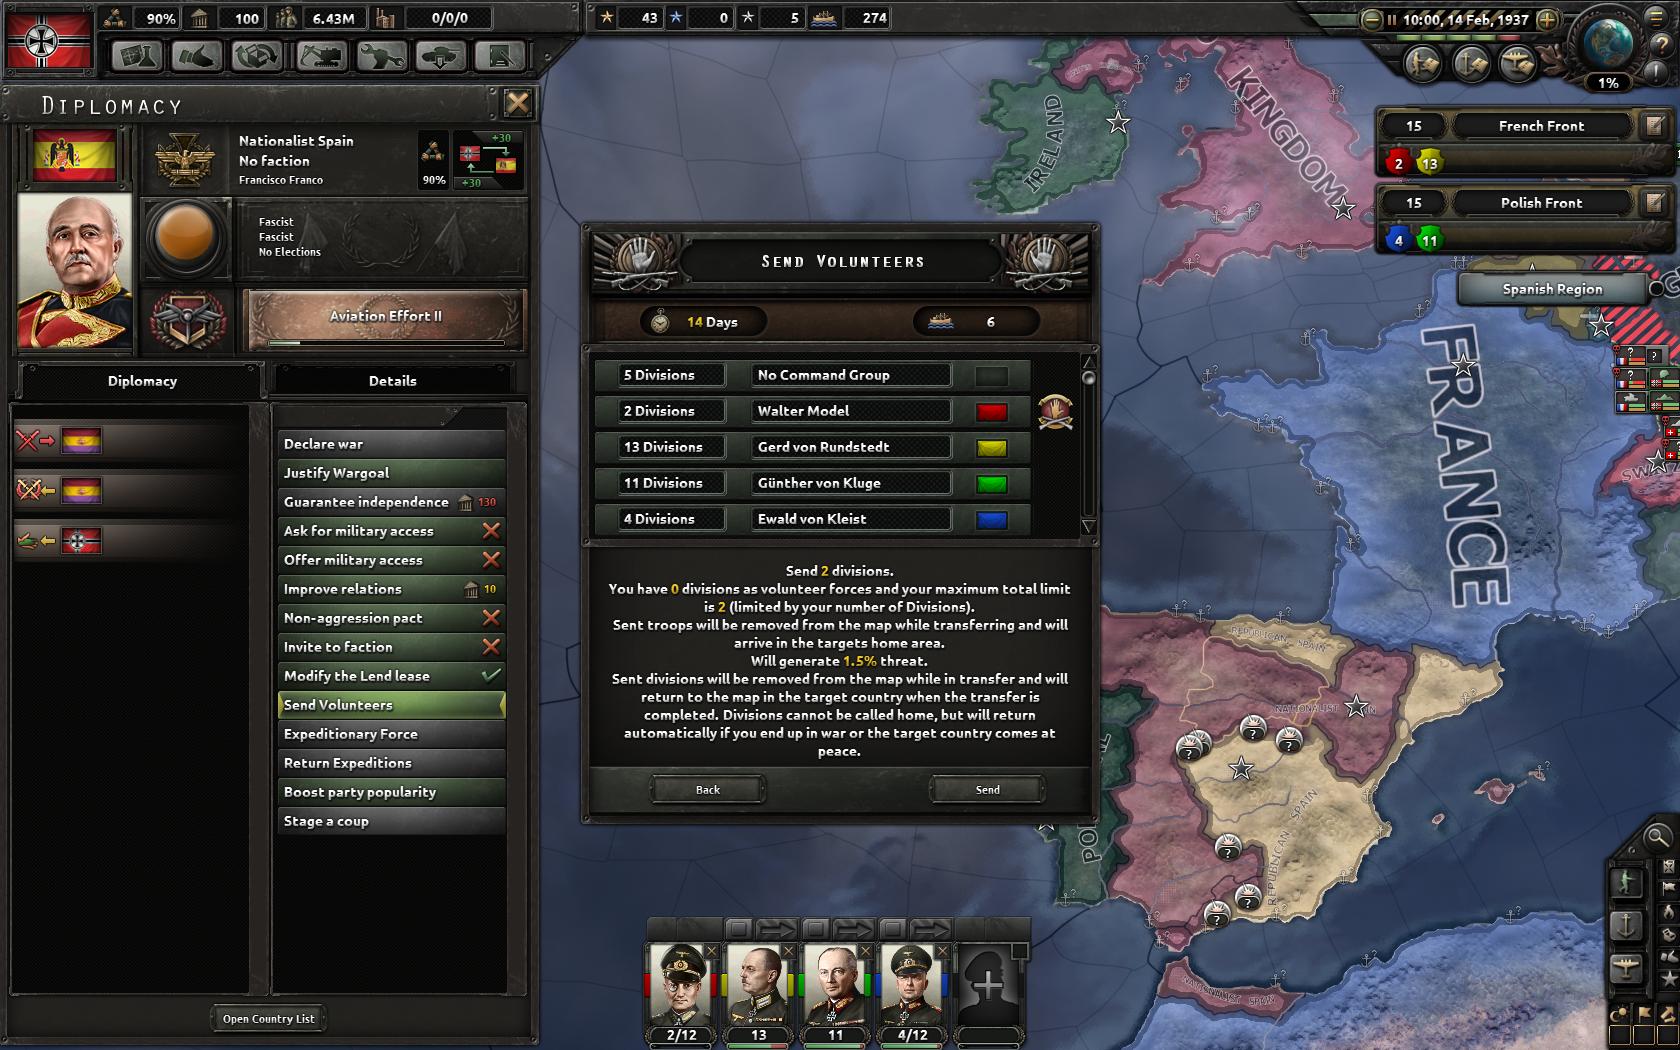 90%
100
6.43M
0/0/0
43
0
5
274
10:00, 14 Feb, 1937
1%
DIPLOMACY
Nationalist Spain
No faction
Francisco Franco
90%
+30
+30
Fascist
Fascist
No Elections
Aviation Effort II
Diplomacy
Details
Declare war
Justify Wargoal
Guarantee independence 130
Ask for military access
Offer military access
Improve relations 10
Non-aggression pact
Invite to faction
Modify the Lend lease
Send Volunteers
Expeditionary Force
Return Expeditions
Boost party popularity
Stage a coup
Open Country List
SEND VOLUNTEERS
14 Days
6
5 Divisions No Command Group
2 Divisions Walter Model
13 Divisions Gerd von Rundstedt
11 Divisions Günther von Kluge
4 Divisions Ewald von Kleist
Send 2 divisions.
You have 0 divisions as volunteer forces and your maximum total limit
is 2 (limited by your number of Divisions).
Sent troops will be removed from the map while transferring and will
arrive in the targets home area.
Will generate 1.5% threat.
Sent divisions will be removed from the map while in transfer and will
return to the map in the target country when the transfer is
completed. Divisions cannot be called home, but will return
automatically if you end up in war or the target country comes at
peace.
Back
Send
15 French Front
2 13
15 Polish Front
4 11
Spanish Region
IRELAND
KINGDOM
FRANCE
REPUBLICAN SPAIN
NATIONALIST
REPUBLICAN SPAIN
NATIONALIST SPAIN
2/12
13
11
4/12